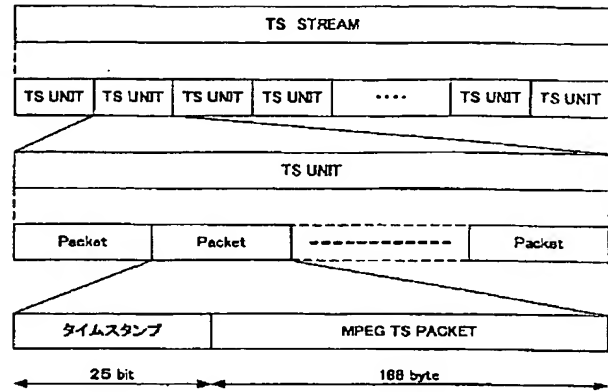 TS STREAM
TS UNIT TS UNIT TS UNIT TS UNIT ···· TS UNIT TS UNIT
TS UNIT
Packet Packet Packet
タイムスタンプ MPEG TS PACKET
25 bit 168 byte